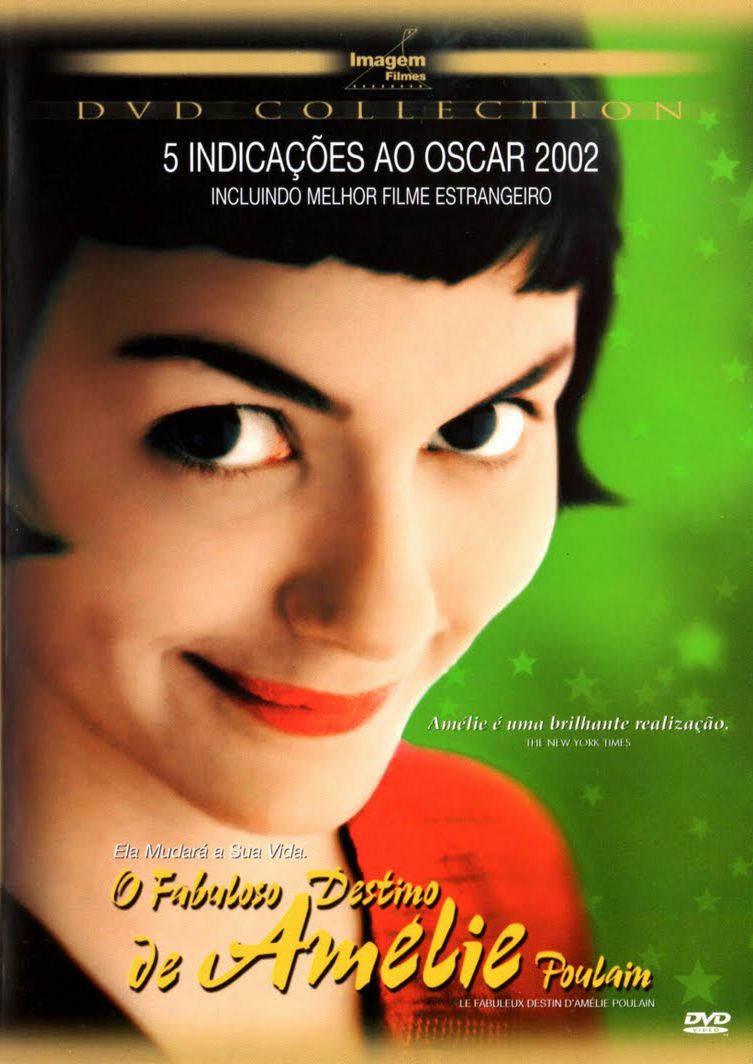 Imagem
Filmes
DVD COLLECTION
5 INDICAÇÕES AO OSCAR 2002
INCLUINDO MELHOR FILME ESTRANGEIRO
Amélie é uma brilhante realização.
THE NEW YORK TIMES
Ela Mudará a Sua Vida.
O Fabuloso Destino
de Amélie Poulain
LE FABULEUX DESTIN D'AMÉLIE POULAIN
DVD
VIDEO